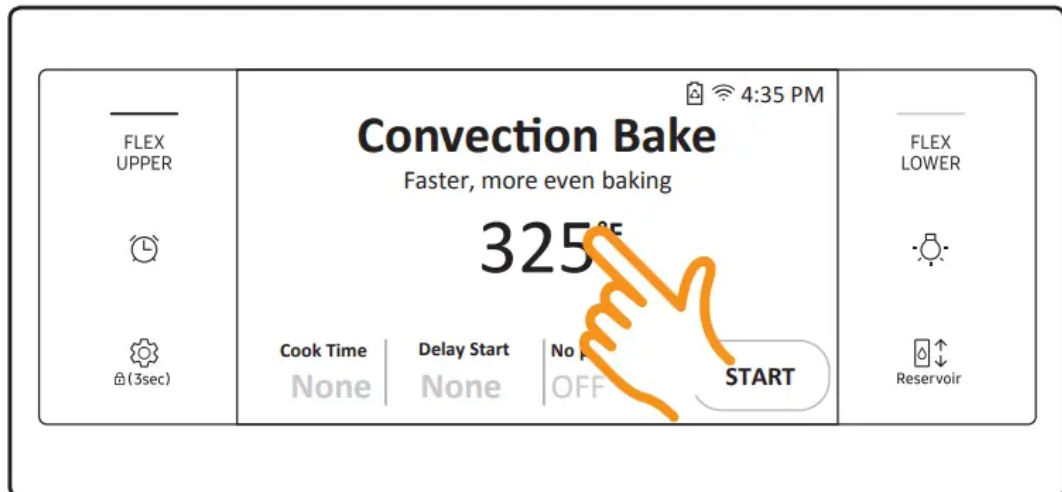 4:35 PM
FLEX
UPPER
Convection Bake
FLEX
LOWER
Faster, more even baking
325°F
Cook Time
None
Delay Start
None
No
OFF
START
(3sec)
Reservoir